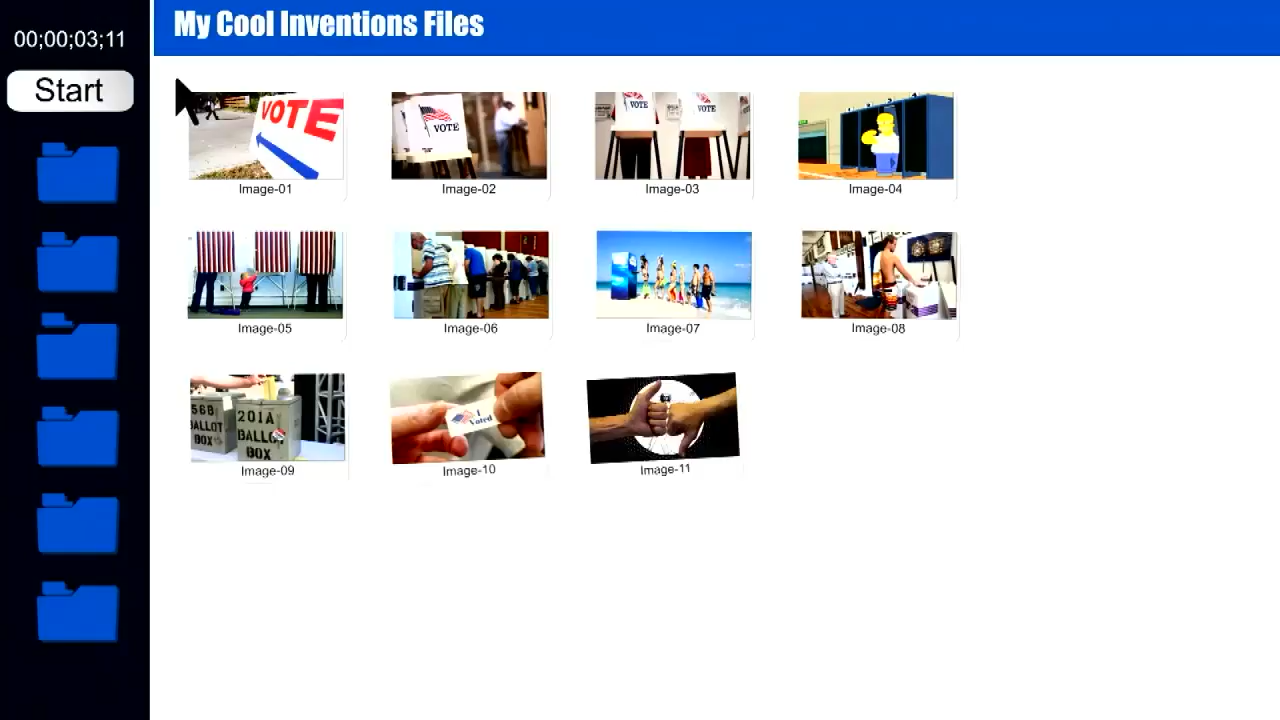 My Cool Inventions Files
00;00;03;11
Start
VOTE
Image-01
VOTE
Image-02
VOTE
VOTE
Image-03
Image-04
Image-05
Image-06
Image-07
Image-08
56B
BALLOT
BOX
201A
BALLOT
BOX
Image-09
I
Voted
Image-10
Image-11